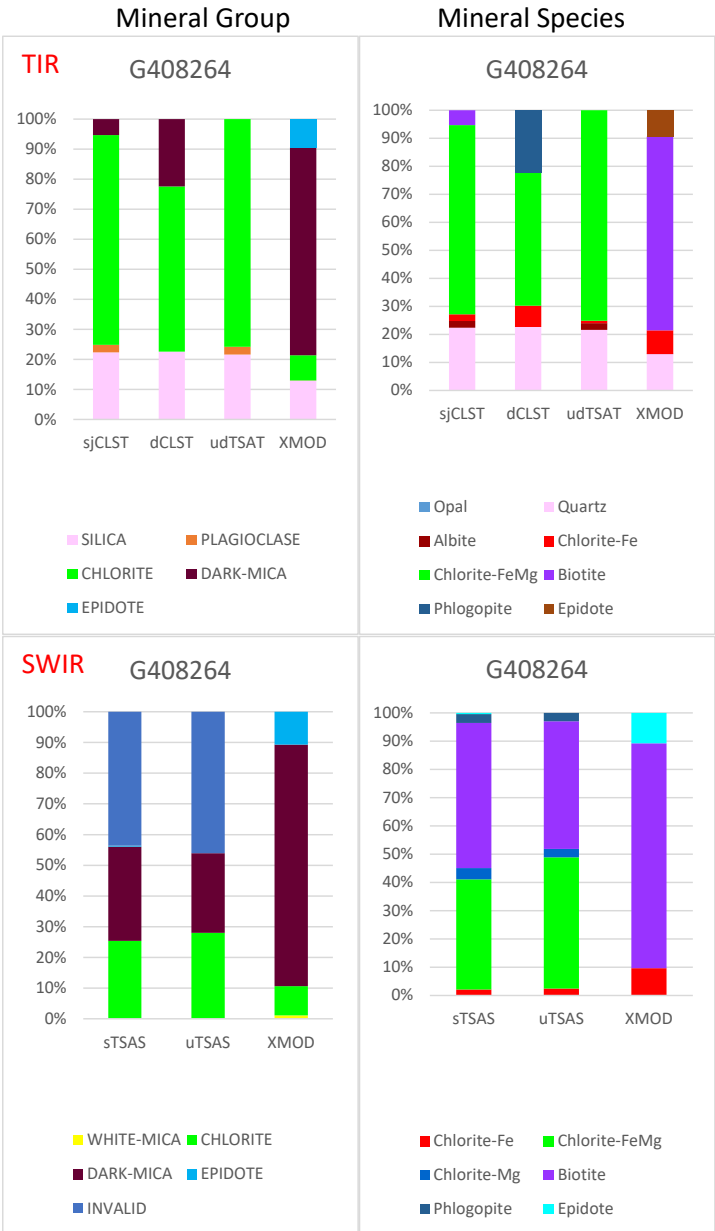 Mineral Group Mineral Species
TIR
G408264
100%
90%
80%
70%
60%
50%
40%
30%
20%
10%
0%
sjCLST dCLST udTSAT XMOD
SILICA PLAGIOCLASE
CHLORITE DARK-MICA
EPIDOTE
G408264
100%
90%
80%
70%
60%
50%
40%
30%
20%
10%
0%
sjCLST dCLST udTSAT XMOD
Opal Quartz
Albite Chlorite-Fe
Chlorite-FeMg Biotite
Phlogopite Epidote
SWIR
G408264
100%
90%
80%
70%
60%
50%
40%
30%
20%
10%
0%
sTSAS uTSAS XMOD
WHITE-MICA CHLORITE
DARK-MICA EPIDOTE
INVALID
G408264
100%
90%
80%
70%
60%
50%
40%
30%
20%
10%
0%
sTSAS uTSAS XMOD
Chlorite-Fe Chlorite-FeMg
Chlorite-Mg Biotite
Phlogopite Epidote